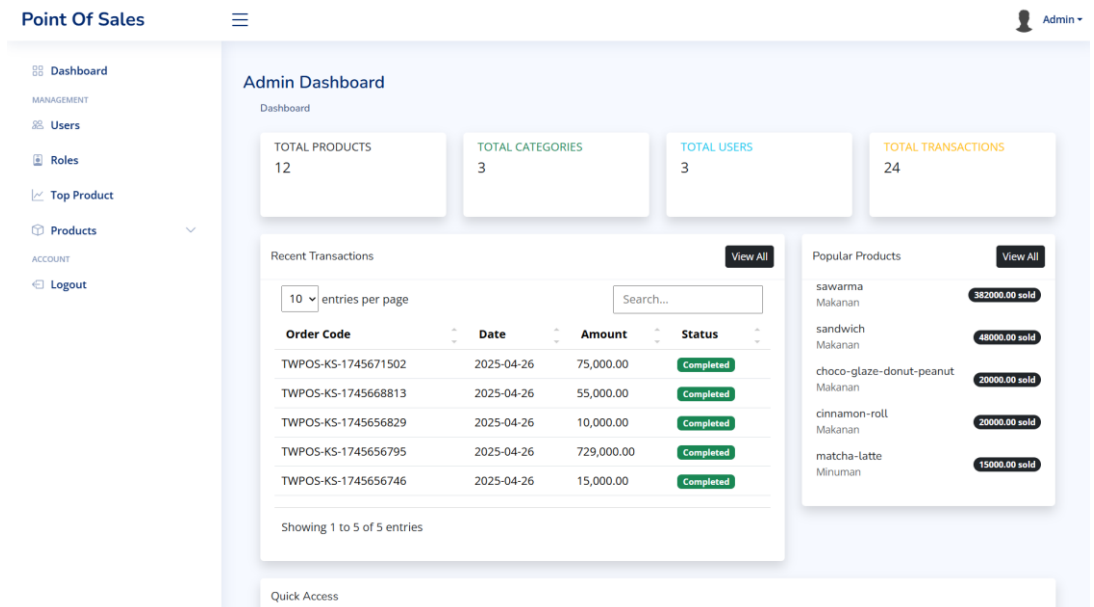 Point Of Sales
Admin
Dashboard
MANAGEMENT
Users
Roles
Top Product
Products
ACCOUNT
Logout
Admin Dashboard
Dashboard
TOTAL PRODUCTS
12
TOTAL CATEGORIES
3
TOTAL USERS
3
TOTAL TRANSACTIONS
24
Recent Transactions View All
10 entries per page Search...
Order Code Date Amount Status
TWPOS-KS-1745671502 2025-04-26 75,000.00 Completed
TWPOS-KS-1745668813 2025-04-26 55,000.00 Completed
TWPOS-KS-1745656829 2025-04-26 10,000.00 Completed
TWPOS-KS-1745656795 2025-04-26 729,000.00 Completed
TWPOS-KS-1745656746 2025-04-26 15,000.00 Completed
Showing 1 to 5 of 5 entries
Popular Products View All
sawarma 382000.00 sold
Makanan
sandwich 48000.00 sold
Makanan
choco-glaze-donut-peanut 20000.00 sold
Makanan
cinnamon-roll 20000.00 sold
Makanan
matcha-latte 15000.00 sold
Minuman
Quick Access